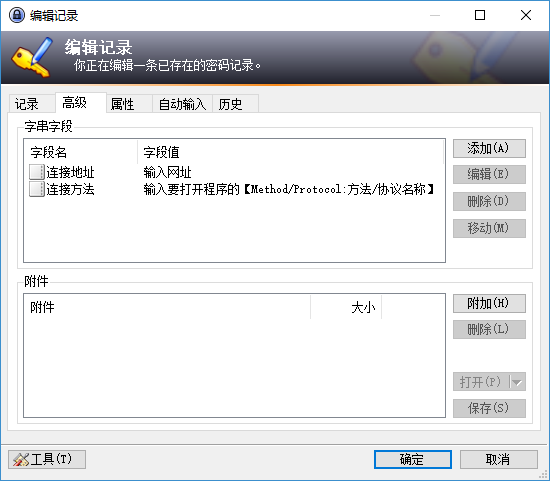 编辑记录
编辑记录
你正在编辑一条已存在的密码记录。
记录 高级 属性 自动输入 历史
字串字段
字段名 字段值
连接地址 输入网址
连接方法 输入要打开程序的【Method/Protocol:方法/协议名称】
添加(A)
编辑(E)
删除(D)
移动(M)
附件
附件 大小
附加(H)
删除(L)
打开(P)
保存(S)
工具(T) 确定 取消